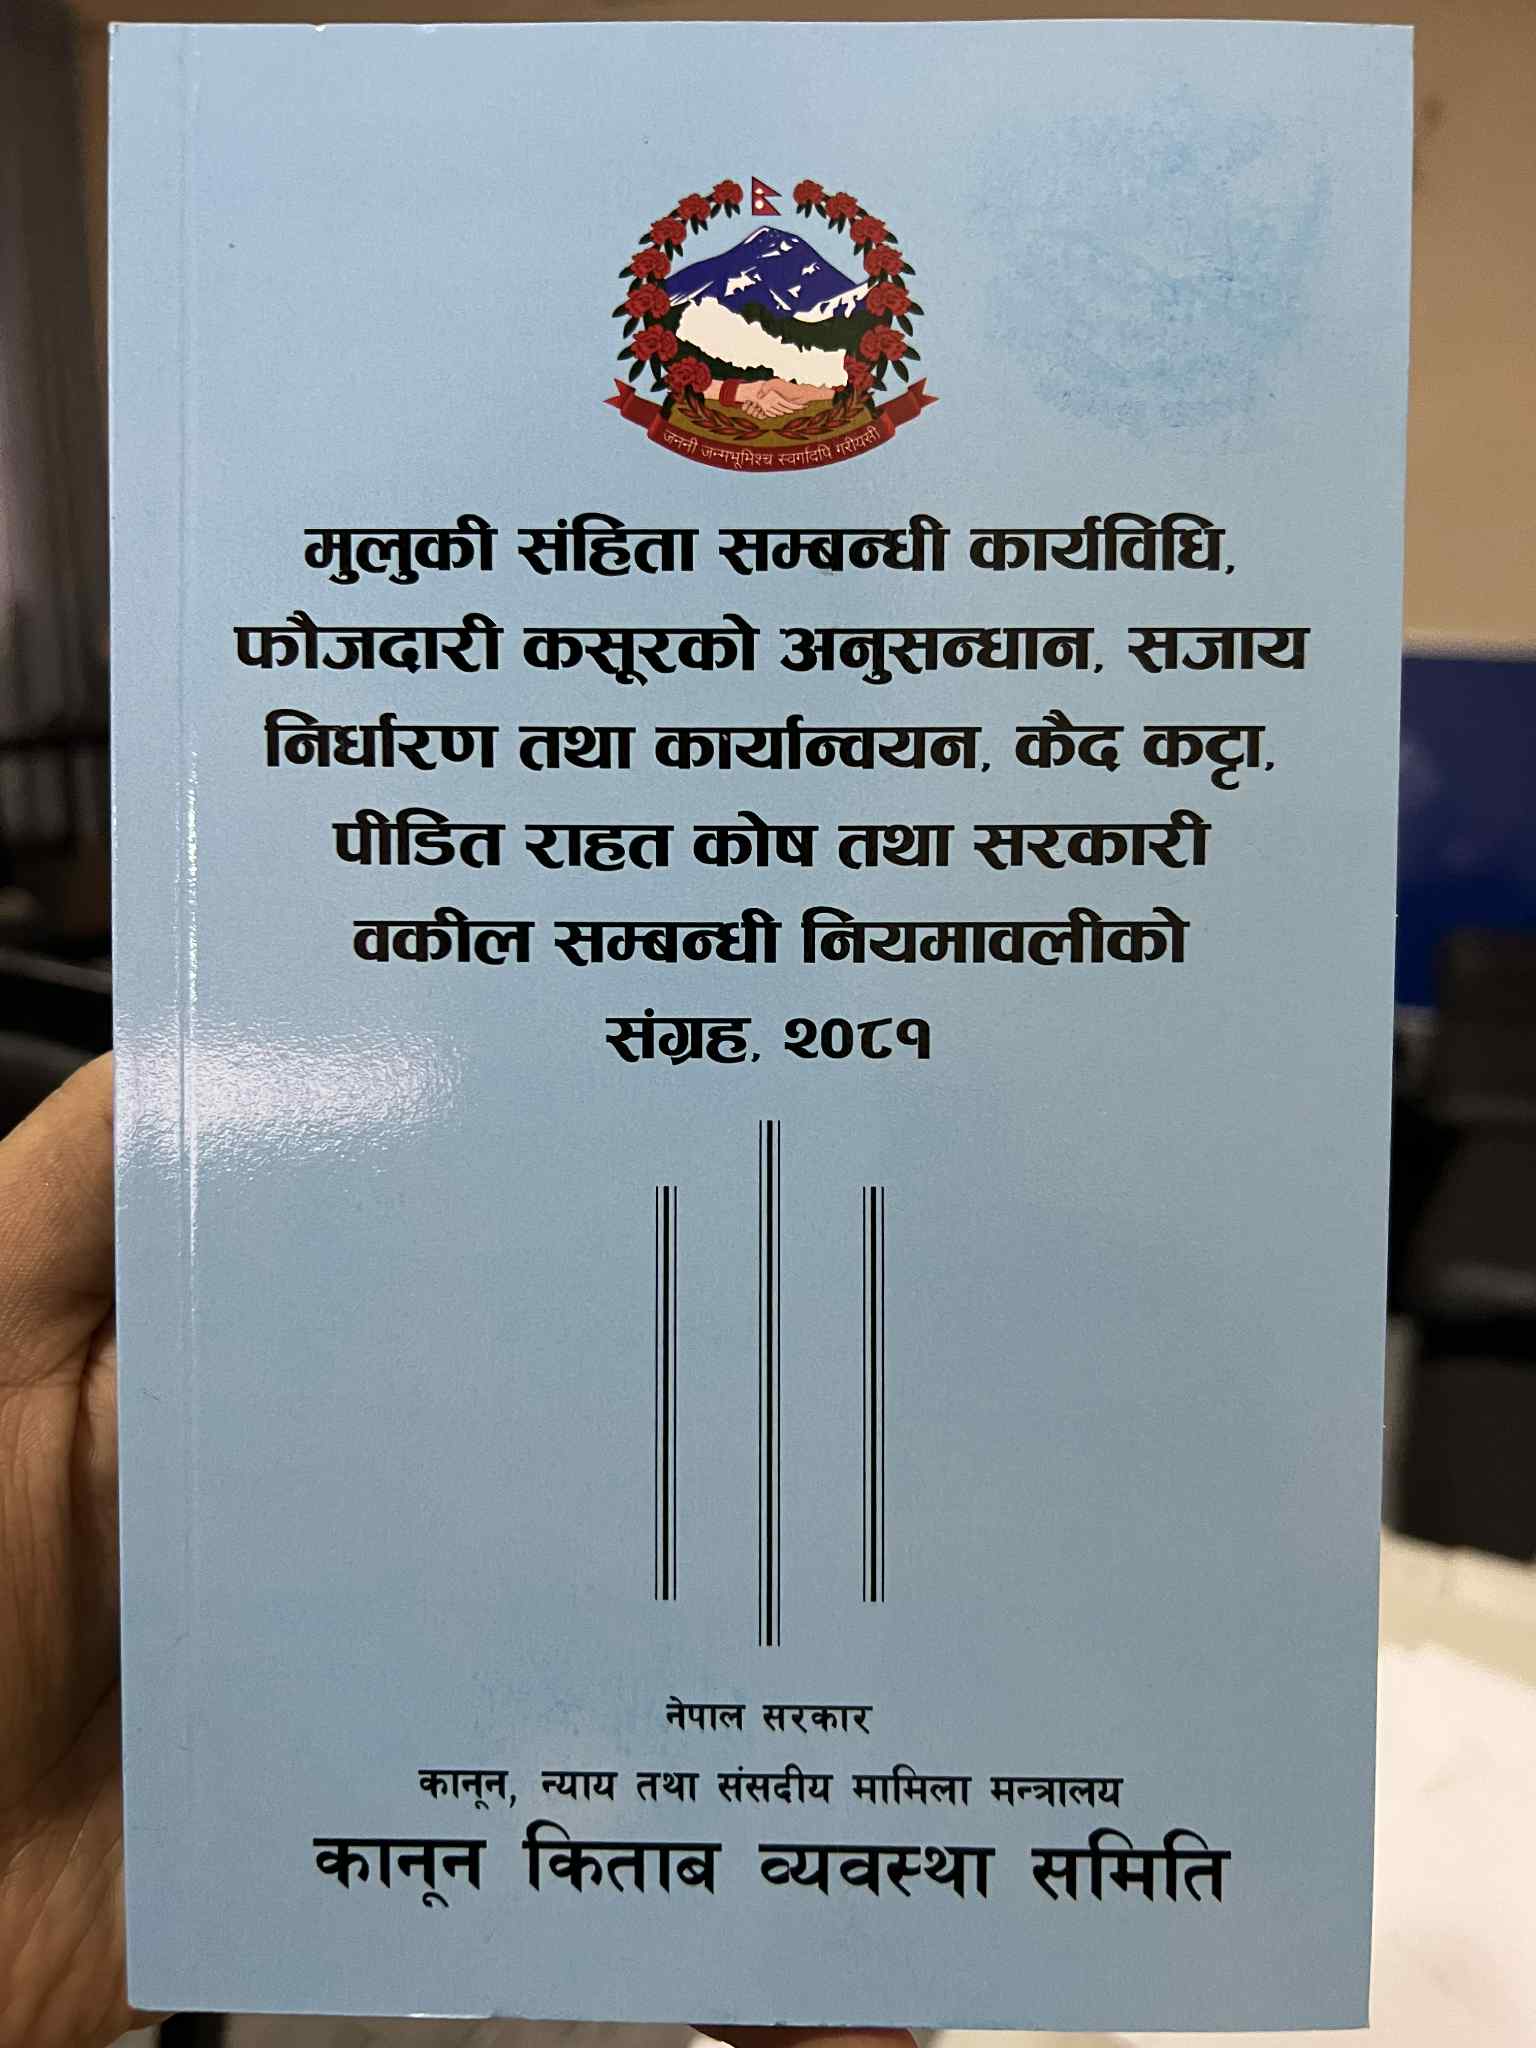 जननी जन्मभूमिश्च स्वर्गादपि गरीयसी
मुलुकी संहिता सम्बन्धी कार्यविधि,
फौजदारी कसूरको अनुसन्धान, सजाय
निर्धारण तथा कार्यान्वयन, कैद कट्टा,
पीडित राहत कोष तथा सरकारी
वकील सम्बन्धी नियमावलीको
संग्रह, २०८१
नेपाल सरकार
कानून, न्याय तथा संसदीय मामिला मन्त्रालय
कानून किताब व्यवस्था समिति